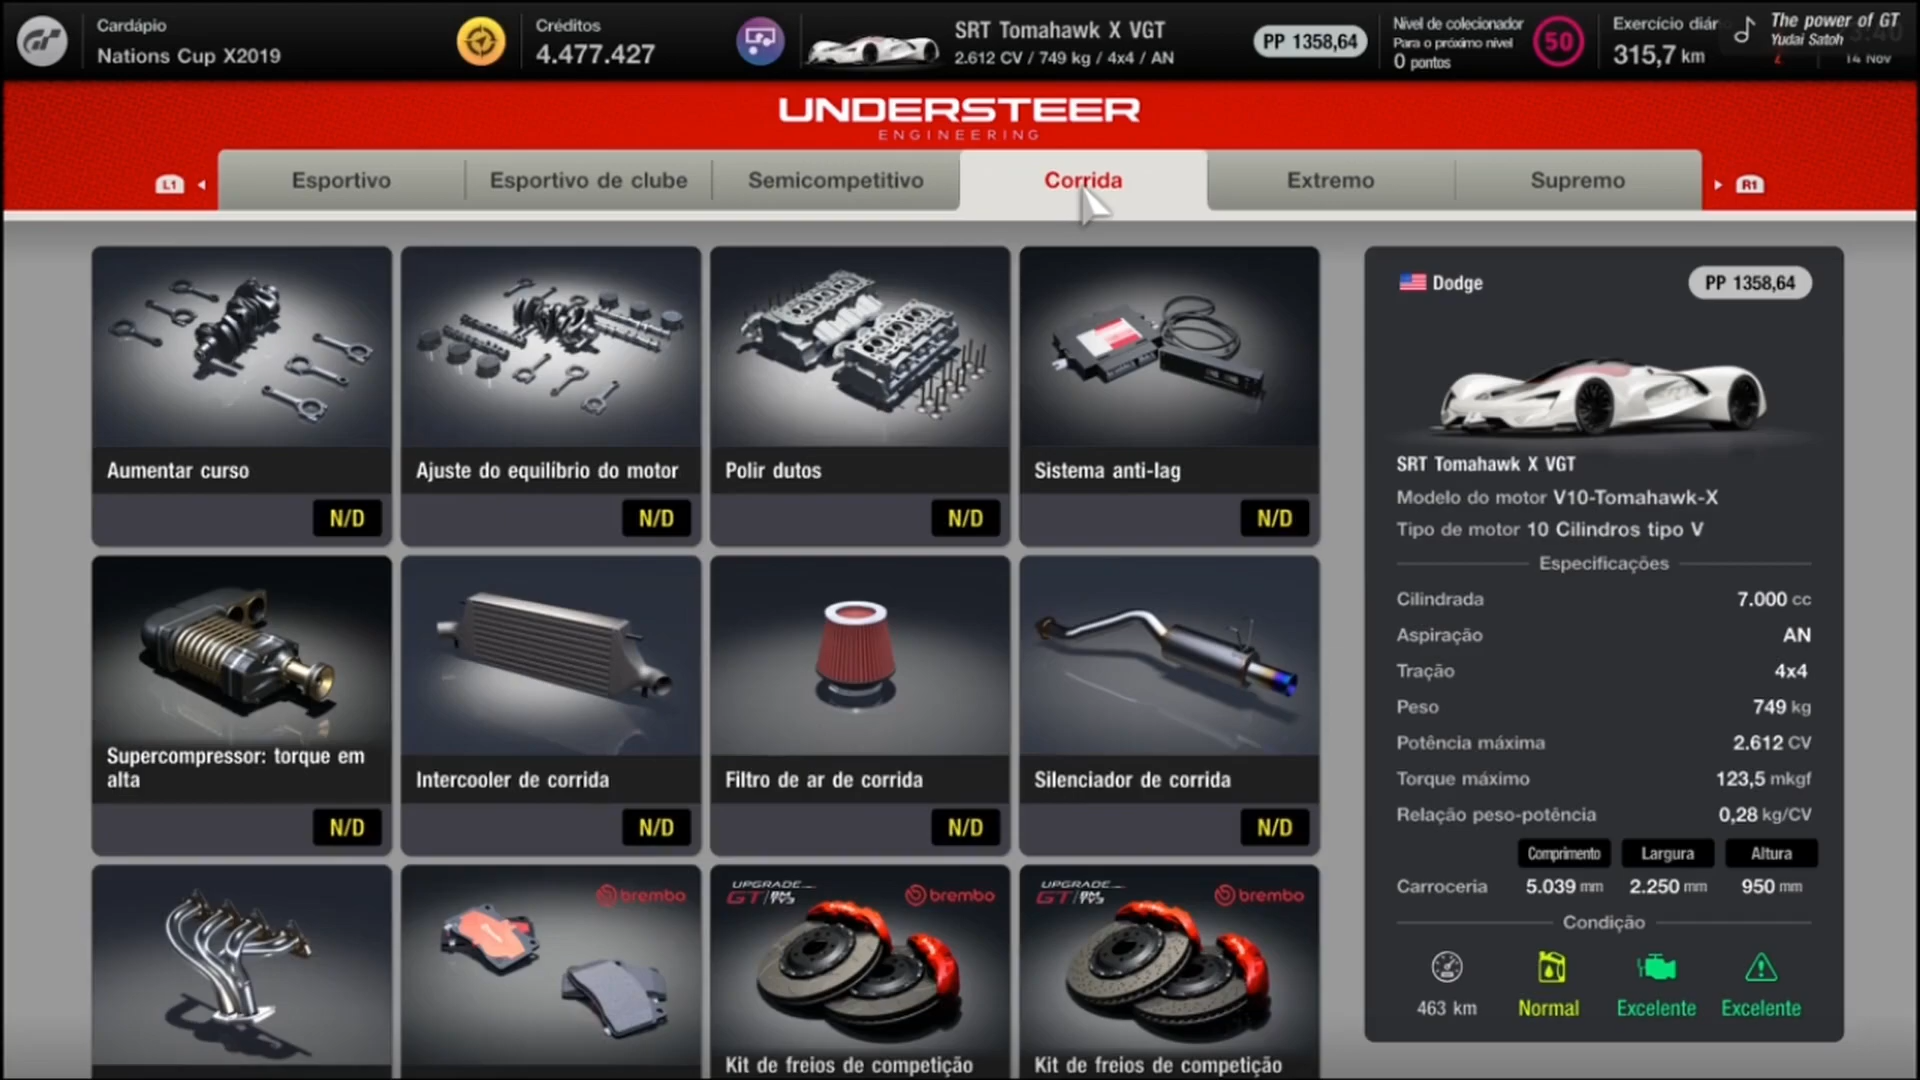 Cardápio
Nations Cup X2019
Créditos
4.477.427
SRT Tomahawk X VGT
2.612 CV / 749 kg / 4x4 / AN
PP 1358,64
Nível de colecionador
Para o próximo nível
0 pontos
50
Exercício diár
315,7 km
The power of GT
Yudai Satoh
14 Nov
UNDERSTEER
ENGINEERING
L1
Esportivo
Esportivo de clube
Semicompetitivo
Corrida
Extremo
Supremo
R1
Aumentar curso
N/D
Ajuste do equilíbrio do motor
N/D
Polir dutos
N/D
Sistema anti-lag
N/D
Supercompressor: torque em
alta
N/D
Intercooler de corrida
N/D
Filtro de ar de corrida
N/D
Silenciador de corrida
N/D
brembo
UPGRADE
GT
brembo
Kit de freios de competição
UPGRADE
GT
brembo
Kit de freios de competição
Dodge
PP 1358,64
SRT Tomahawk X VGT
Modelo do motor V10-Tomahawk-X
Tipo de motor 10 Cilindros tipo V
Especificações
Cilindrada 7.000 cc
Aspiração AN
Tração 4x4
Peso 749 kg
Potência máxima 2.612 CV
Torque máximo 123,5 mkgf
Relação peso-potência 0,28 kg/CV
Comprimento Largura Altura
Carroceria 5.039 mm 2.250 mm 950 mm
Condição
463 km Normal Excelente Excelente